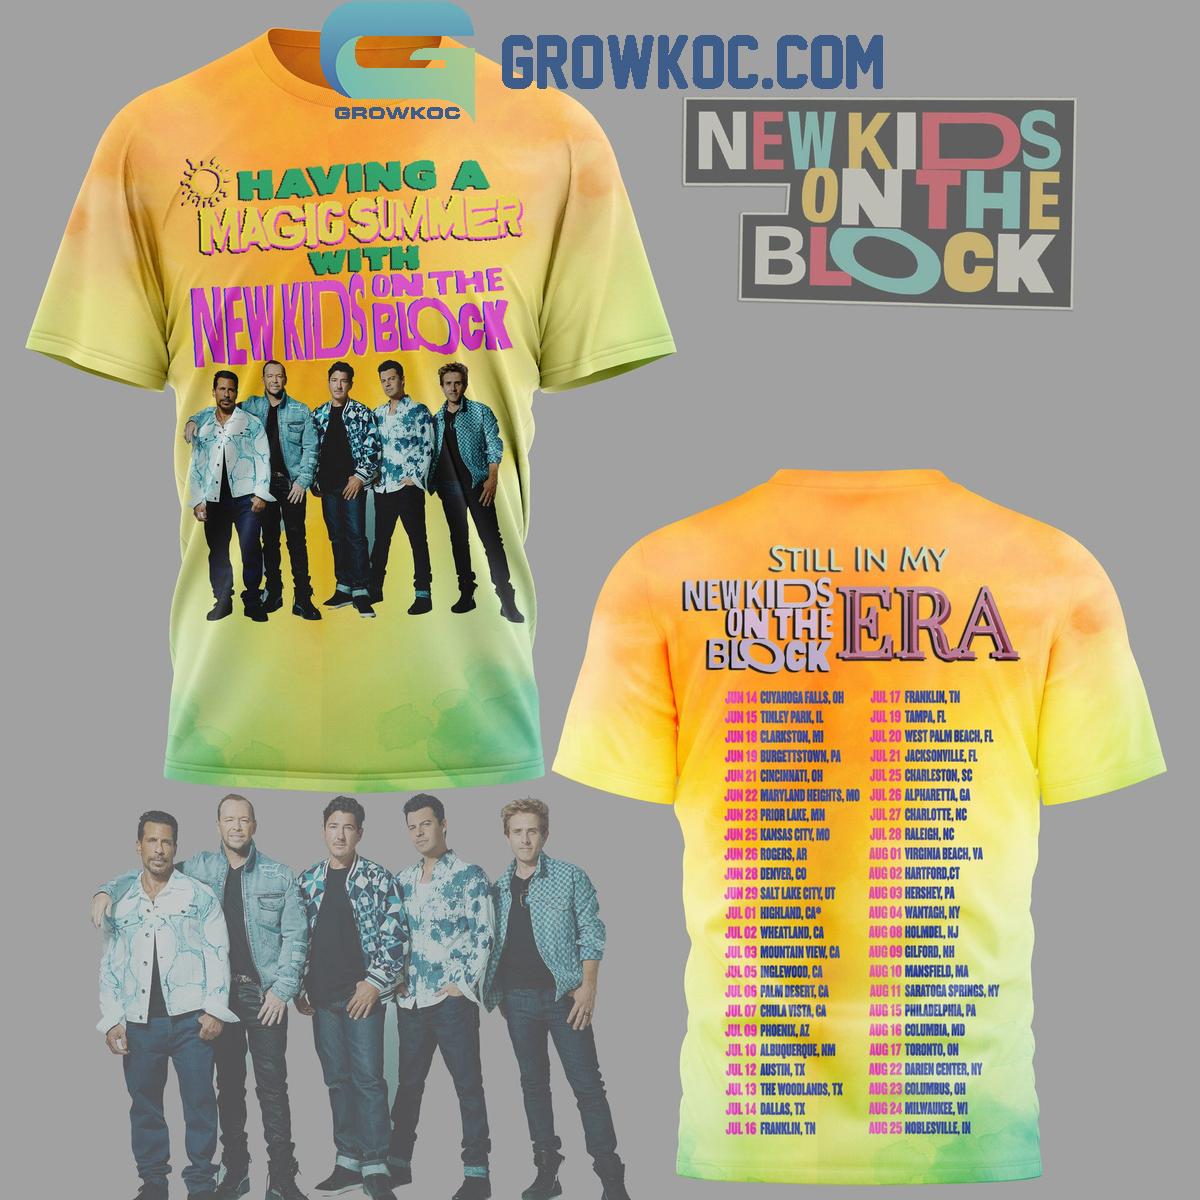 GROWKOC
GROWKOC.COM
NEW KIDS
ON THE
BLOCK
HAVING A
MAGIC SUMMER
WITH
NEW KIDS ON THE
BLOCK
STILL IN MY
NEW KIDS
ON THE
BLOCK
ERA
JUN 14 CUYAHOGA FALLS, OH
JUN 15 TINLEY PARK, IL
JUN 18 CLARKSTON, MI
JUN 19 BURGETTSTOWN, PA
JUN 21 CINCINNATI, OH
JUN 22 MARYLAND HEIGHTS, MO
JUN 23 PRIOR LAKE, MN
JUN 25 KANSAS CITY, MO
JUN 26 ROGERS, AR
JUN 28 DENVER, CO
JUN 29 SALT LAKE CITY, UT
JUL 01 HIGHLAND, CA*
JUL 02 WHEATLAND, CA
JUL 03 MOUNTAIN VIEW, CA
JUL 05 INGLEWOOD, CA
JUL 06 PALM DESERT, CA
JUL 07 CHULA VISTA, CA
JUL 09 PHOENIX, AZ
JUL 10 ALBUQUERQUE, NM
JUL 12 AUSTIN, TX
JUL 13 THE WOODLANDS, TX
JUL 14 DALLAS, TX
JUL 16 FRANKLIN, TN
JUL 17 FRANKLIN, TN
JUL 19 TAMPA, FL
JUL 20 WEST PALM BEACH, FL
JUL 21 JACKSONVILLE, FL
JUL 25 CHARLESTON, SC
JUL 26 ALPHARETTA, GA
JUL 27 CHARLOTTE, NC
JUL 28 RALEIGH, NC
AUG 01 VIRGINIA BEACH, VA
AUG 02 HARTFORD,CT
AUG 03 HERSHEY, PA
AUG 04 WANTAGH, NY
AUG 08 HOLMDEL, NJ
AUG 09 GILFORD, NH
AUG 10 MANSFIELD, MA
AUG 11 SARATOGA SPRINGS, NY
AUG 15 PHILADELPHIA, PA
AUG 16 COLUMBIA, MD
AUG 17 TORONTO, ON
AUG 22 DARIEN CENTER, NY
AUG 23 COLUMBUS, OH
AUG 24 MILWAUKEE, WI
AUG 25 NOBLESVILLE, IN